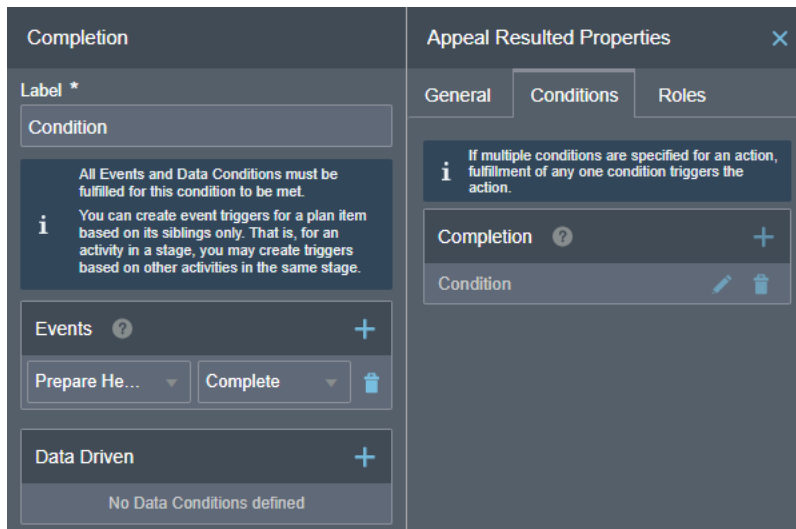 Completion
Label *
Condition
All Events and Data Conditions must be
fulfilled for this condition to be met.
You can create event triggers for a plan item
based on its siblings only. That is, for an
activity in a stage, you may create triggers
based on other activities in the same stage.
Events
Prepare He... Complete
Data Driven
No Data Conditions defined
Appeal Resulted Properties
General Conditions Roles
If multiple conditions are specified for an action,
fulfillment of any one condition triggers the
action.
Completion
Condition